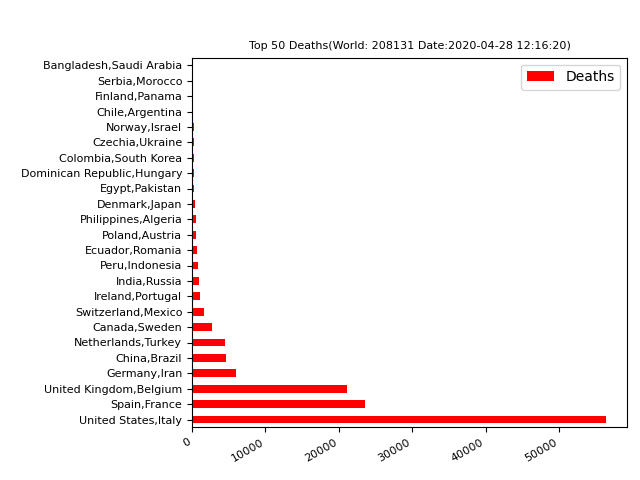 Top 50 Deaths(World: 208131 Date:2020-04-28 12:16:20)
Deaths
Bangladesh,Saudi Arabia
Serbia,Morocco
Finland,Panama
Chile,Argentina
Norway,Israel
Czechia,Ukraine
Colombia,South Korea
Dominican Republic,Hungary
Egypt,Pakistan
Denmark,Japan
Philippines,Algeria
Poland,Austria
Ecuador,Romania
Peru,Indonesia
India,Russia
Ireland,Portugal
Switzerland,Mexico
Canada,Sweden
Netherlands,Turkey
China,Brazil
Germany,Iran
United Kingdom,Belgium
Spain,France
United States,Italy
0 10000 20000 30000 40000 50000